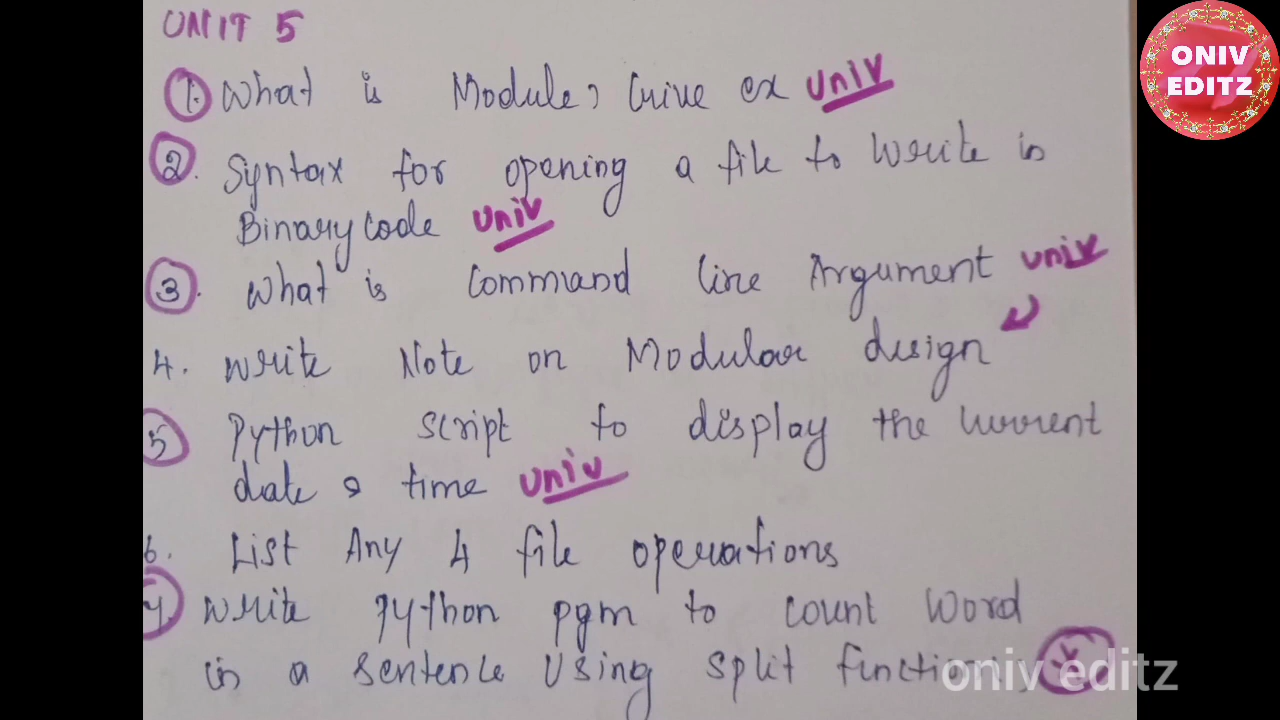 UNIT 5
ONIV
EDITZ
1. What is Module, Give ex Univ
2. Syntax for opening a file to write in
Binary code Univ
3. What is Command line Argument Univ
4. Write Note on Modular design
5 Python script to display the current
date & time Univ
6. List Any 4 file operations
7. Write Python pgm to count Word
in a sentence Using split function
oniv editz